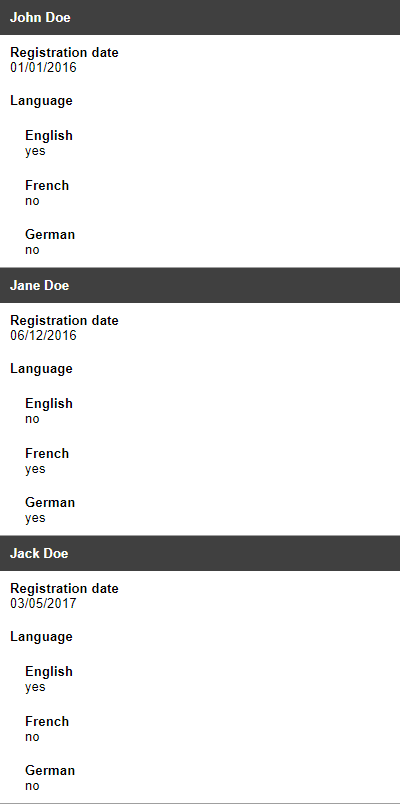 John Doe
Registration date
01/01/2016
Language
English
yes
French
no
German
no
Jane Doe
Registration date
06/12/2016
Language
English
no
French
yes
German
yes
Jack Doe
Registration date
03/05/2017
Language
English
yes
French
no
German
no